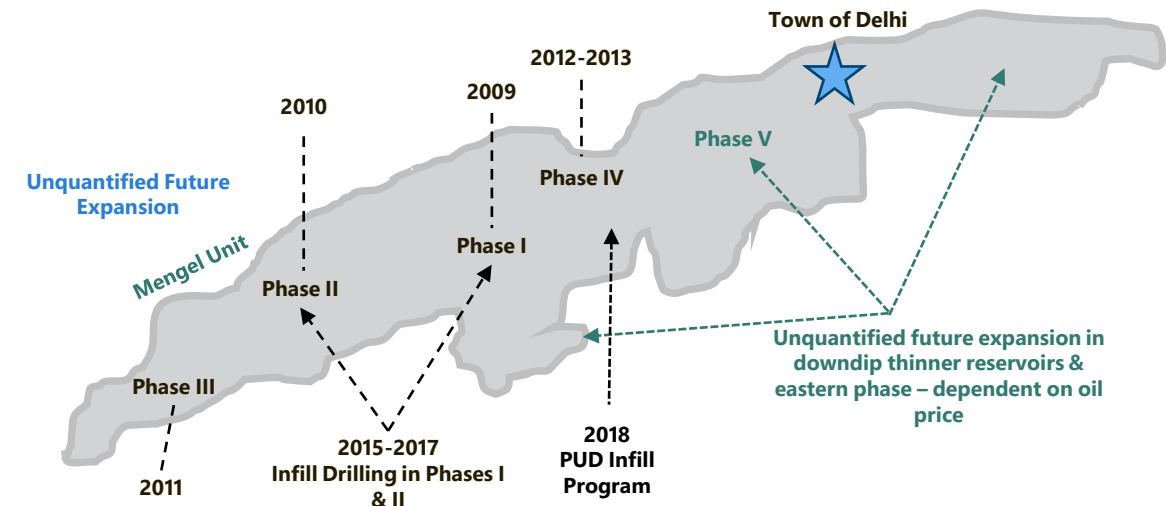 Town of Delhi
2012-2013
2009
2010
Phase V
Unquantified Future
Expansion
Phase IV
Mengel Unit
Phase I
Phase II
Unquantified future expansion in
downdip thinner reservoirs &
eastern phase – dependent on oil
price
Phase III
2015-2017
Infill Drilling in Phases I
& II
2018
PUD Infill
Program
2011